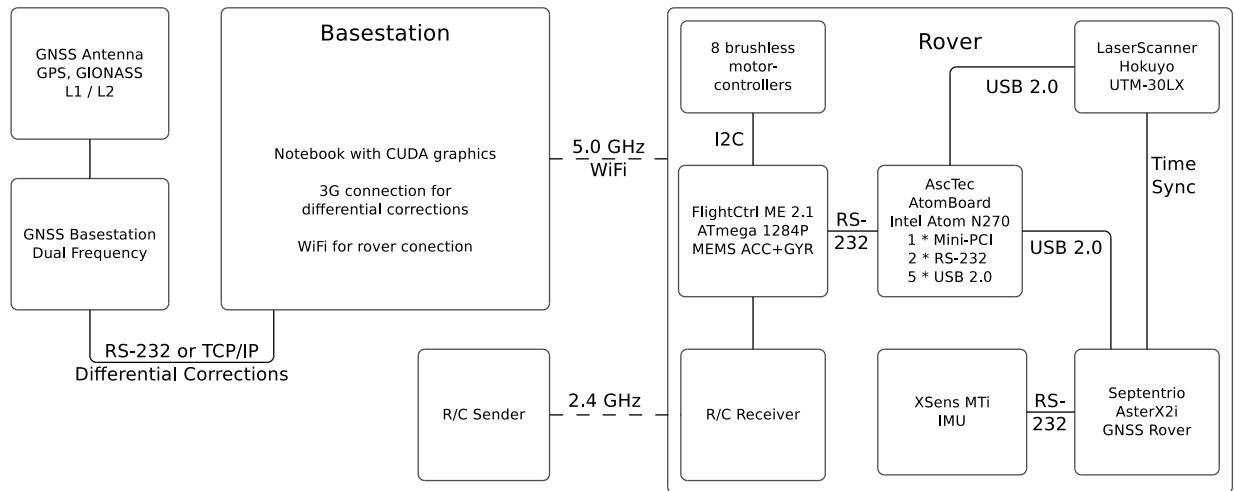 GNSS Antenna
GPS, GIONASS
L1 / L2
GNSS Basestation
Dual Frequency
RS-232 or TCP/IP
Differential Corrections
Basestation
Notebook with CUDA graphics
3G connection for
differential corrections
WiFi for rover conection
5.0 GHz
WiFi
R/C Sender
2.4 GHz
Rover
8 brushless
motor-
controllers
I2C
FlightCtrl ME 2.1
ATmega 1284P
MEMS ACC+GYR
R/C Receiver
RS-
232
AscTec
AtomBoard
Intel Atom N270
1 * Mini-PCI
2 * RS-232
5 * USB 2.0
USB 2.0
LaserScanner
Hokuyo
UTM-30LX
Time
Sync
USB 2.0
XSens MTi
IMU
RS-
232
Septentrio
AsterX2i
GNSS Rover